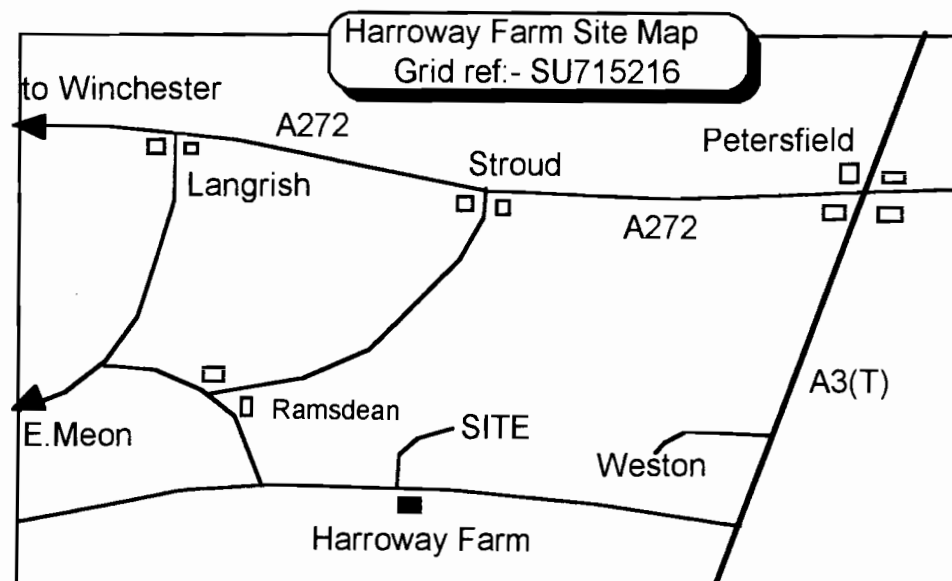 Harroway Farm Site Map
Grid ref:- SU715216
to Winchester
A272
Langrish
Stroud
Petersfield
A272
A3(T)
E.Meon
Ramsdean
SITE
Weston
Harroway Farm